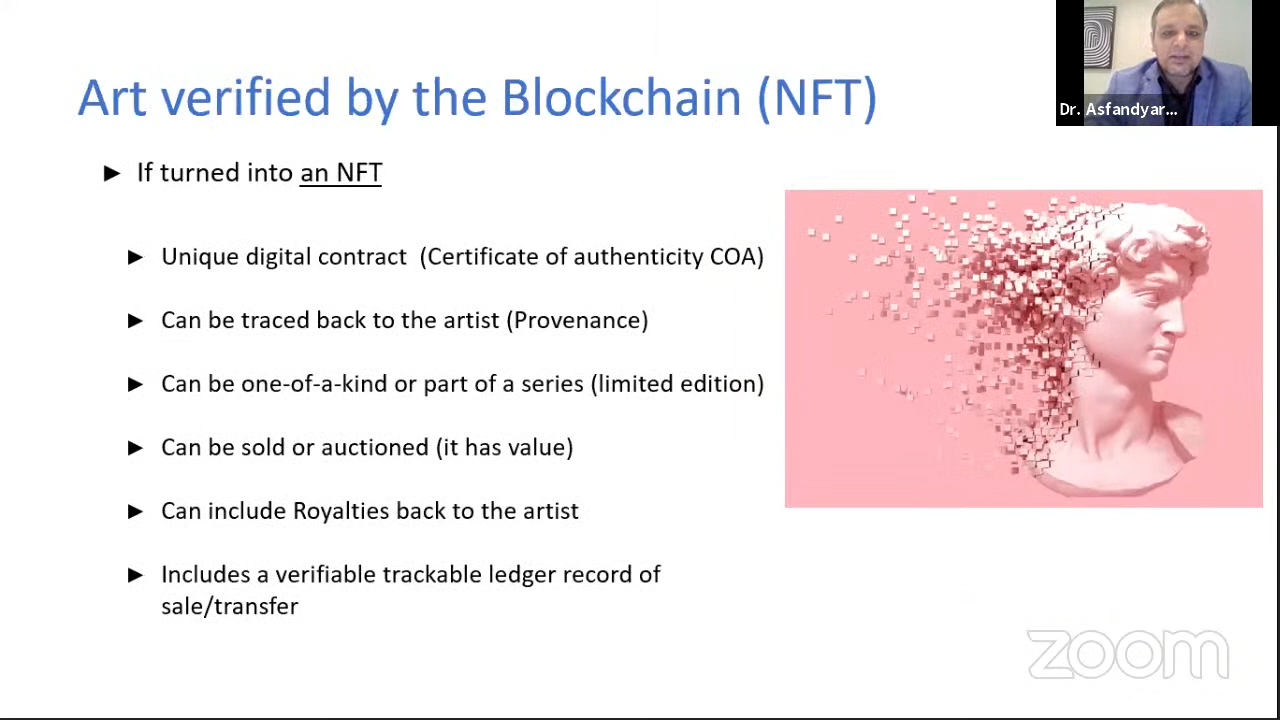 Art verified by the Blockchain (NFT)
Dr. Asfandyar...
► If turned into an NFT
► Unique digital contract (Certificate of authenticity COA)
► Can be traced back to the artist (Provenance)
► Can be one-of-a-kind or part of a series (limited edition)
► Can be sold or auctioned (it has value)
► Can include Royalties back to the artist
► Includes a verifiable trackable ledger record of
sale/transfer
zoom